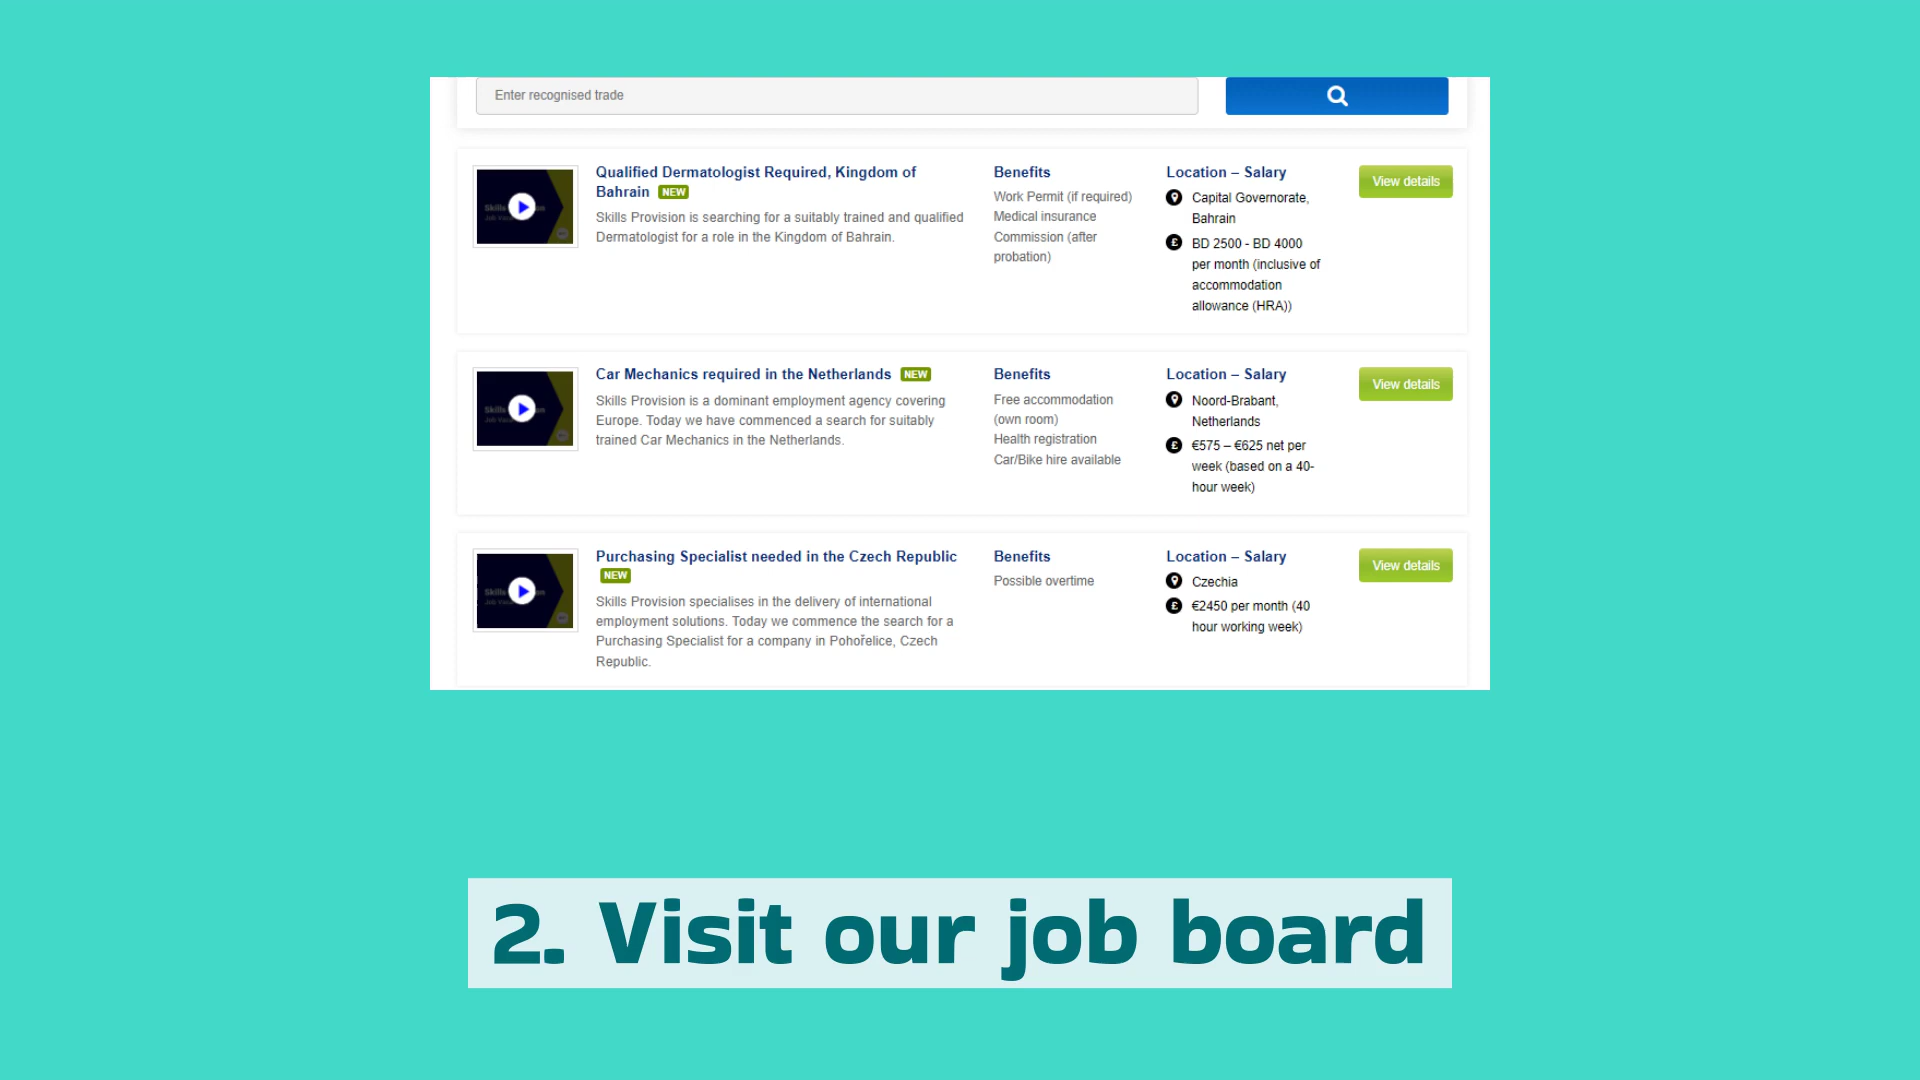 Enter recognised trade
Qualified Dermatologist Required, Kingdom of
Bahrain NEW
Skills Provision is searching for a suitably trained and qualified
Dermatologist for a role in the Kingdom of Bahrain.
Benefits
Work Permit (if required)
Medical insurance
Commission (after
probation)
Location – Salary
Capital Governorate,
Bahrain
£ BD 2500 - BD 4000
per month (inclusive of
accommodation
allowance (HRA))
View details
Car Mechanics required in the Netherlands NEW
Skills Provision is a dominant employment agency covering
Europe. Today we have commenced a search for suitably
trained Car Mechanics in the Netherlands.
Benefits
Free accommodation
(own room)
Health registration
Car/Bike hire available
Location – Salary
Noord-Brabant,
Netherlands
£ €575 – €625 net per
week (based on a 40-
hour week)
View details
Purchasing Specialist needed in the Czech Republic
NEW
Skills Provision specialises in the delivery of international
employment solutions. Today we commence the search for a
Purchasing Specialist for a company in Pohořelice, Czech
Republic.
Benefits
Possible overtime
Location – Salary
Czechia
£ €2450 per month (40
hour working week)
View details
2. Visit our job board